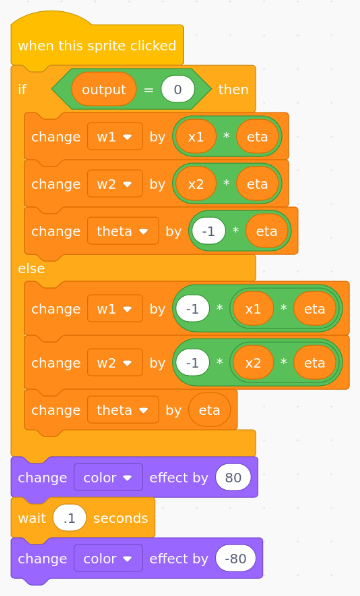 when this sprite clicked
if output = 0 then
change w1 by x1 * eta
change w2 by x2 * eta
change theta by -1 * eta
else
change w1 by -1 * x1 * eta
change w2 by -1 * x2 * eta
change theta by eta
change color effect by 80
wait .1 seconds
change color effect by -80